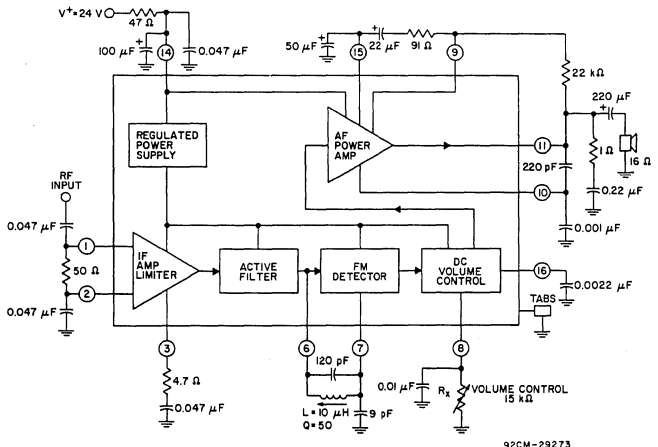 V+=24 V
47 Ω
100 μF
+
14
0.047 μF
50 μF
+
15
+
22 μF
91 Ω
9
22 kΩ
220 μF
+
REGULATED
POWER
SUPPLY
AF
POWER
AMP
11
1Ω
16 Ω
220 pF
10
0.22 μF
0.001 μF
RF
INPUT
0.047 μF
1
50 Ω
2
0.047 μF
IF
AMP
LIMITER
ACTIVE
FILTER
FM
DETECTOR
DC
VOLUME
CONTROL
16
0.0022 μF
TABS
3
6
7
8
4.7 Ω
0.047 μF
120 pF
L = 10 μH
Q = 50
9 pF
0.01 μF
Rx
VOLUME CONTROL
15 kΩ
92CM-29273